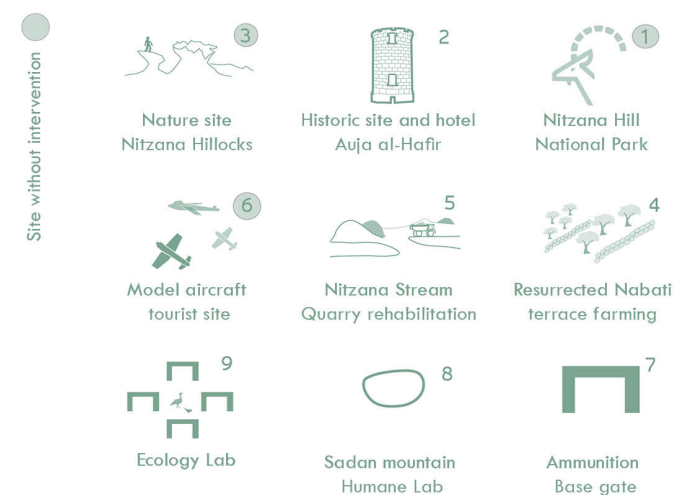 Site without intervention
3
Nature site
Nitzana Hillocks
2
Historic site and hotel
Auja al-Hafir
1
Nitzana Hill
National Park
6
Model aircraft
tourist site
5
Nitzana Stream
Quarry rehabilitation
4
Resurrected Nabati
terrace farming
9
Ecology Lab
8
Sadan mountain
Humane Lab
7
Ammunition
Base gate